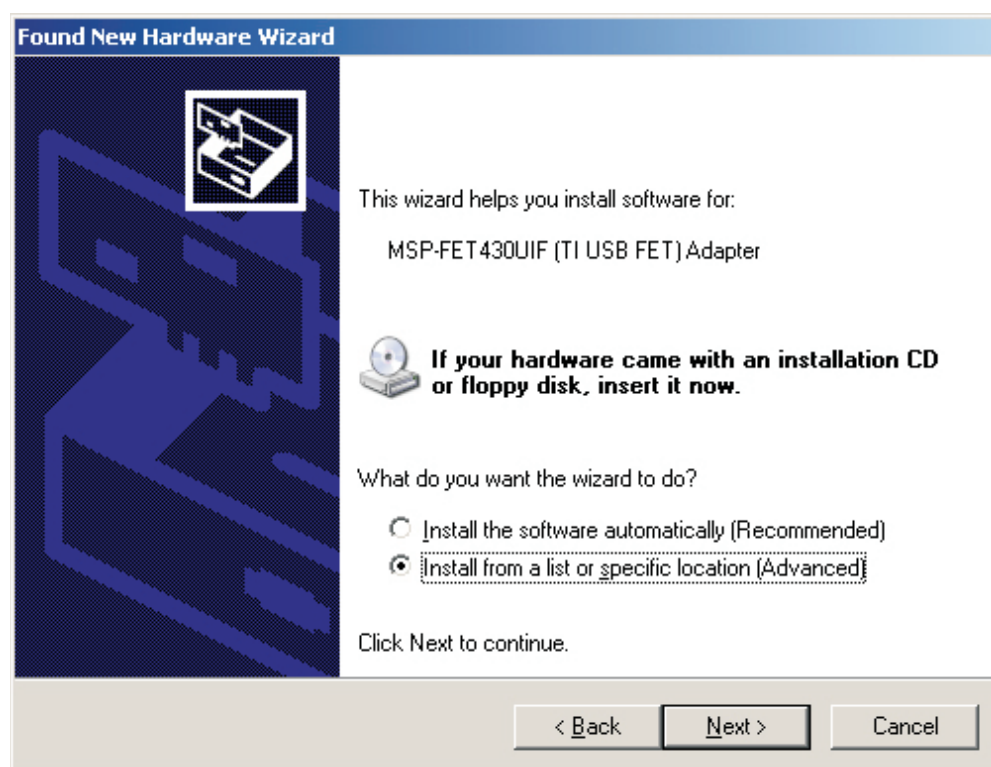 Found New Hardware Wizard
This wizard helps you install software for:
MSP-FET430UIF (TI USB FET) Adapter
If your hardware came with an installation CD
or floppy disk, insert it now.
What do you want the wizard to do?
Install the software automatically (Recommended)
Install from a list or specific location (Advanced)
Click Next to continue.
< Back Next > Cancel